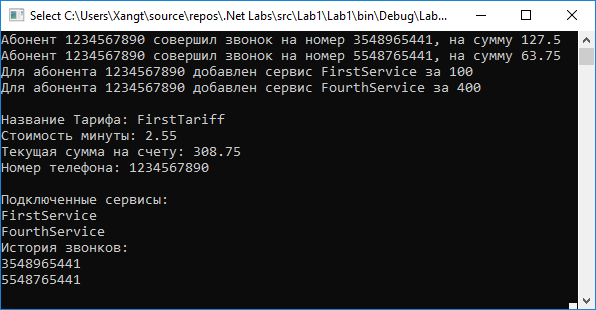 Select C:\Users\Xangt\source\repos\.Net Labs\src\Lab1\Lab1\bin\Debug\Lab...
Абонент 1234567890 совершил звонок на номер 3548965441, на сумму 127.5
Абонент 1234567890 совершил звонок на номер 5548765441, на сумму 63.75
Для абонента 1234567890 добавлен сервис FirstService за 100
Для абонента 1234567890 добавлен сервис FourthService за 400
Название Тарифа: FirstTariff
Стоимость минуты: 2.55
Текущая сумма на счету: 308.75
Номер телефона: 1234567890
Подключенные сервисы:
FirstService
FourthService
История звонков:
3548965441
5548765441